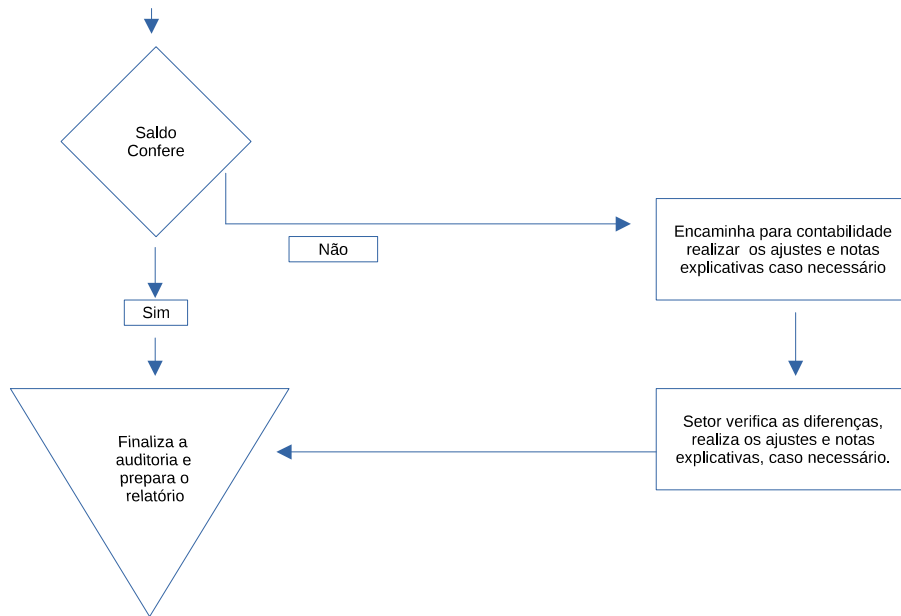 Saldo
Confere
Não
Encaminha para contabilidade
realizar  os ajustes e notas
explicativas caso necessário
Sim
Finaliza a
auditoria e
prepara o
relatório
Setor verifica as diferenças,
realiza os ajustes e notas
explicativas, caso necessário.